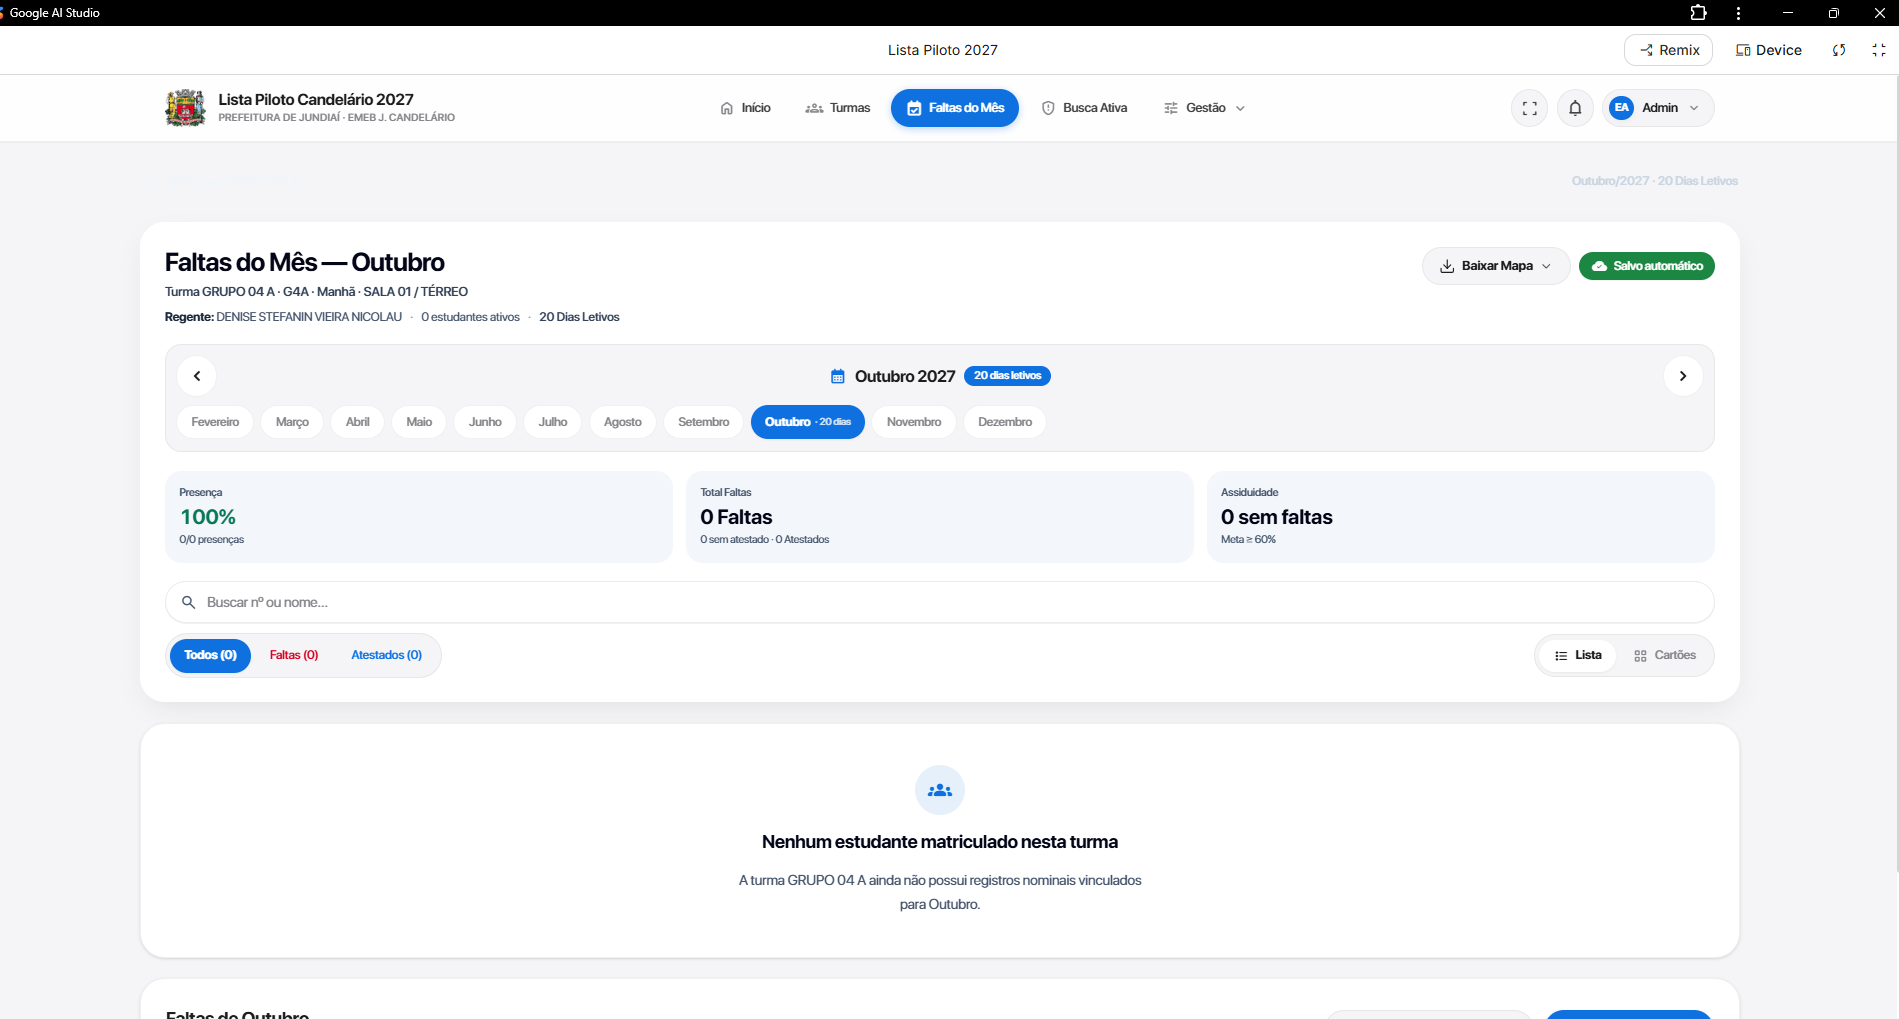 Google AI Studio
Lista Piloto 2027
Remix
Device
Lista Piloto Candelário 2027
PREFEITURA DE JUNDIAÍ · EMEB J. CANDELÁRIO
Início
Turmas
Faltas do Mês
Busca Ativa
Gestão
EA
Admin
Outubro/2027 · 20 Dias Letivos
Faltas do Mês — Outubro
Turma GRUPO 04 A · G4A · Manhã · SALA 01 / TÉRREO
Regente: DENISE STEFANIN VIEIRA NICOLAU · 0 estudantes ativos · 20 Dias Letivos
Baixar Mapa
Salvo automático
Outubro 2027
20 dias letivos
Fevereiro
Março
Abril
Maio
Junho
Julho
Agosto
Setembro
Outubro · 20 dias
Novembro
Dezembro
Presença
100%
0/0 presenças
Total Faltas
0 Faltas
0 sem atestado · 0 Atestados
Assiduidade
0 sem faltas
Meta ≥ 60%
Buscar nº ou nome...
Todos (0)
Faltas (0)
Atestados (0)
Lista
Cartões
Nenhum estudante matriculado nesta turma
A turma GRUPO 04 A ainda não possui registros nominais vinculados
para Outubro.
Faltas de Outubro